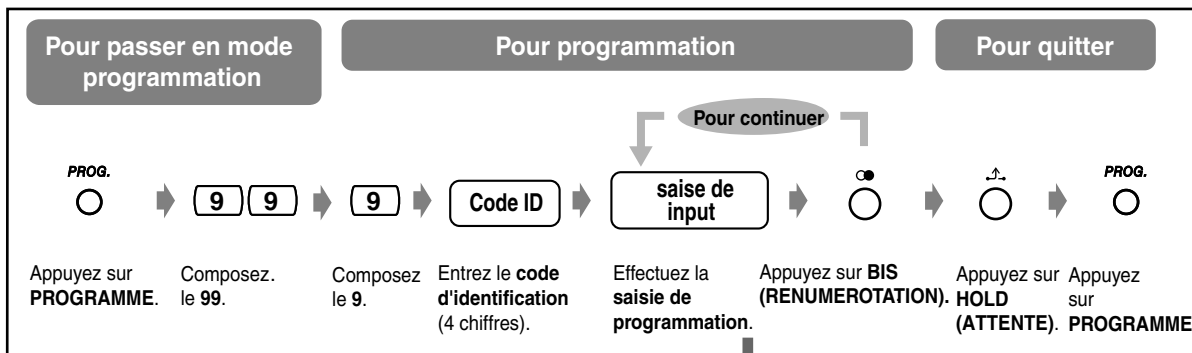 Pour passer en mode
programmation
Pour programmation
Pour quitter
Pour continuer
PROG.
9 9
9
Code ID
saise de
input
PROG.
Appuyez sur
PROGRAMME.
Composez.
le 99.
Composez
le 9.
Entrez le code
d'identification
(4 chiffres).
Effectuez la
saisie de
programmation.
Appuyez sur BIS
(RENUMEROTATION).
Appuyez sur
HOLD
(ATTENTE).
Appuyez
sur
PROGRAMME